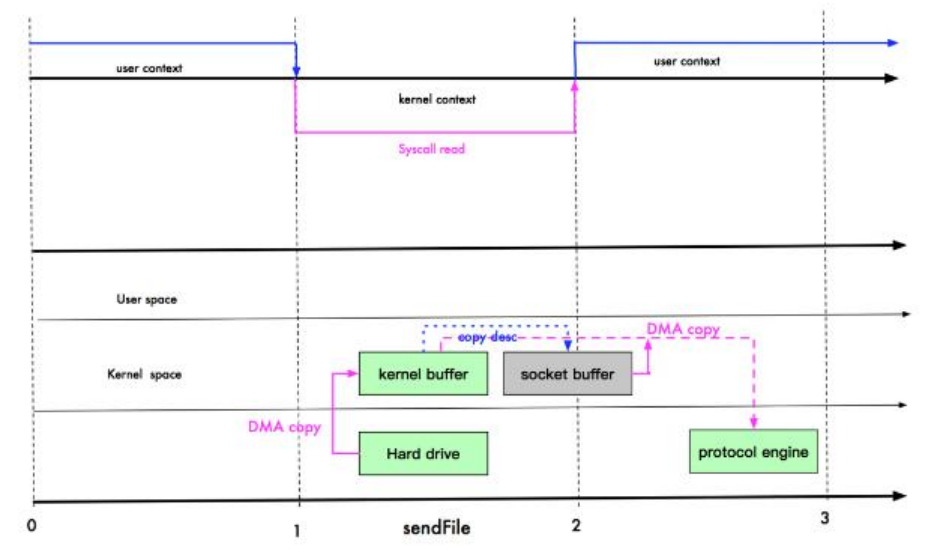 user context
user context
kernel context
Syscall read
User space
copy desc
DMA copy
Kernel space
kernel buffer
socket buffer
DMA copy
Hard drive
protocol engine
0
1
sendFile
2
3